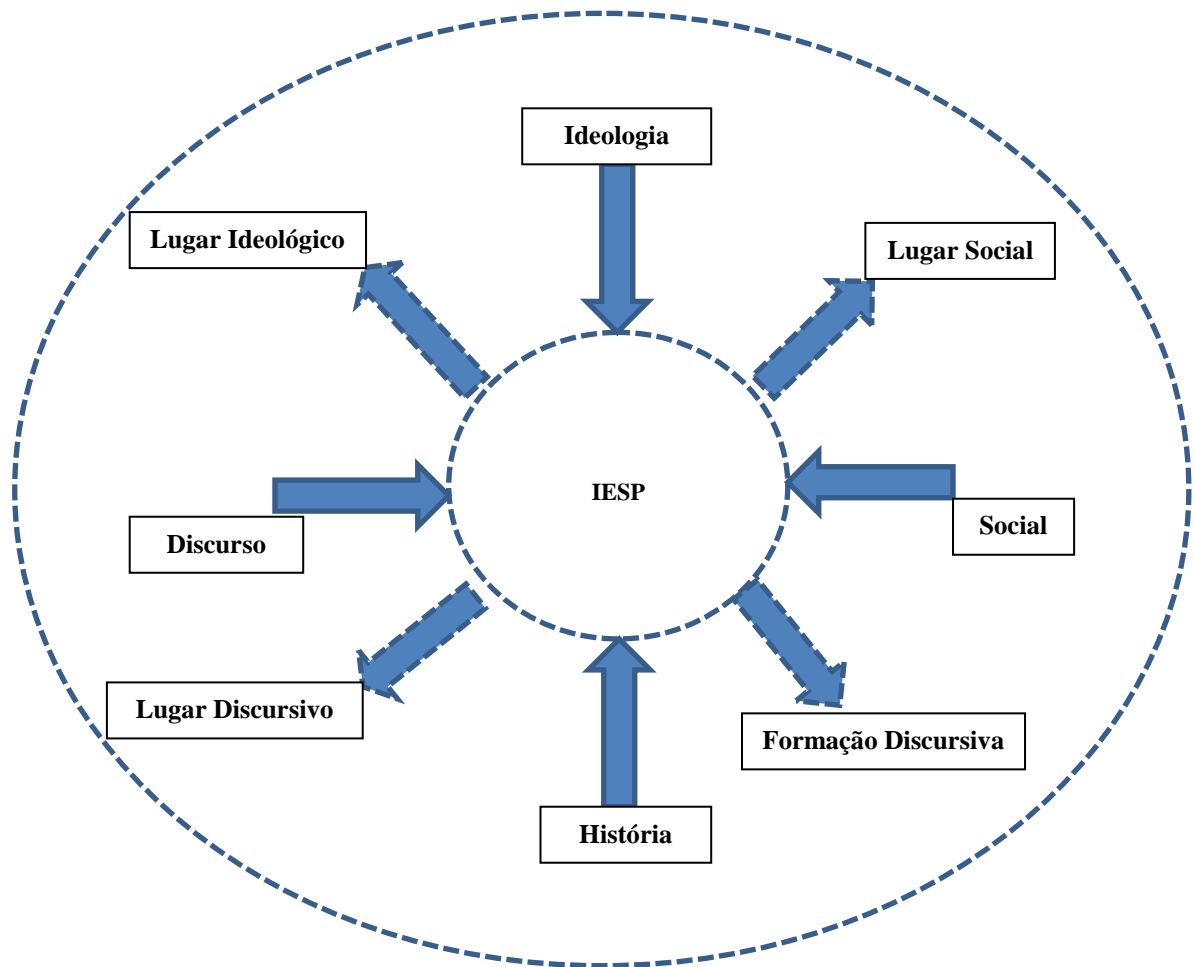 Ideologia
Lugar Ideológico
Lugar Social
IESP
Discurso
Social
Lugar Discursivo
Formação Discursiva
História